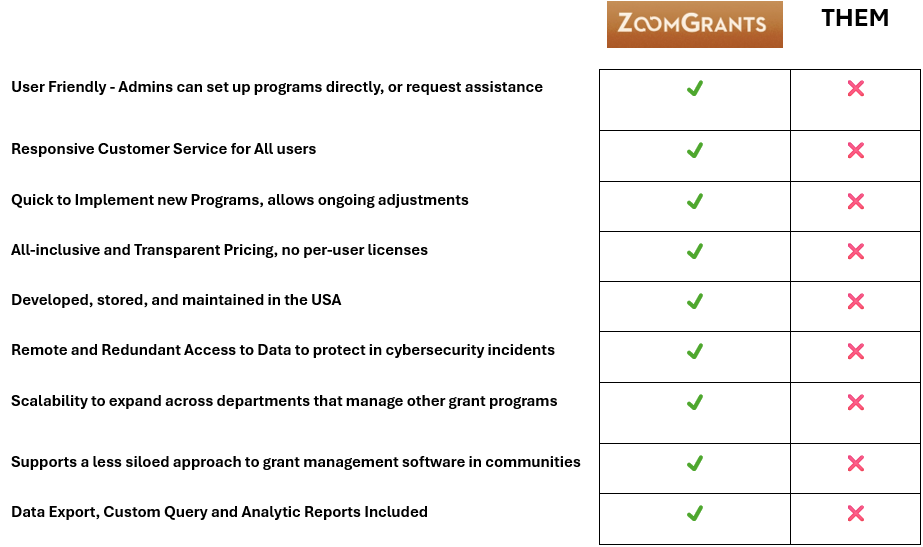 ZOOMGRANTS
THEM
User Friendly - Admins can set up programs directly, or request assistance
Responsive Customer Service for All users
Quick to Implement new Programs, allows ongoing adjustments
All-inclusive and Transparent Pricing, no per-user licenses
Developed, stored, and maintained in the USA
Remote and Redundant Access to Data to protect in cybersecurity incidents
Scalability to expand across departments that manage other grant programs
Supports a less siloed approach to grant management software in communities
Data Export, Custom Query and Analytic Reports Included